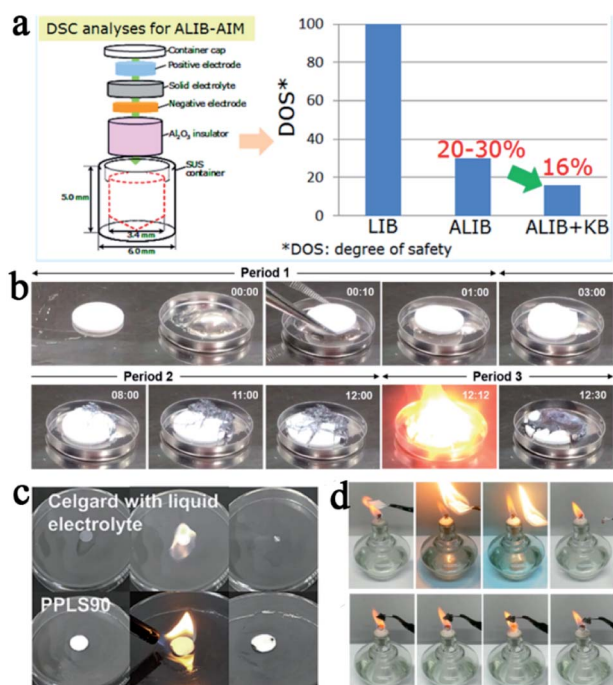 a
DSC analyses for ALIB-AIM
Container cap
Positive electrode
Solid electrolyte
Negative electrode
Al₂O₃ insulator
SUS
container
5.0 mm
3.4 mm
6.0 mm
DOS*
100
80
60
40
20
0
20-30%
16%
LIB
ALIB
ALIB+KB
*DOS: degree of safety
b
Period 1
00:00
00:10
01:00
03:00
Period 2
Period 3
08:00
11:00
12:00
12:12
12:30
c
Celgard with liquid
electrolyte
PPLS90
d